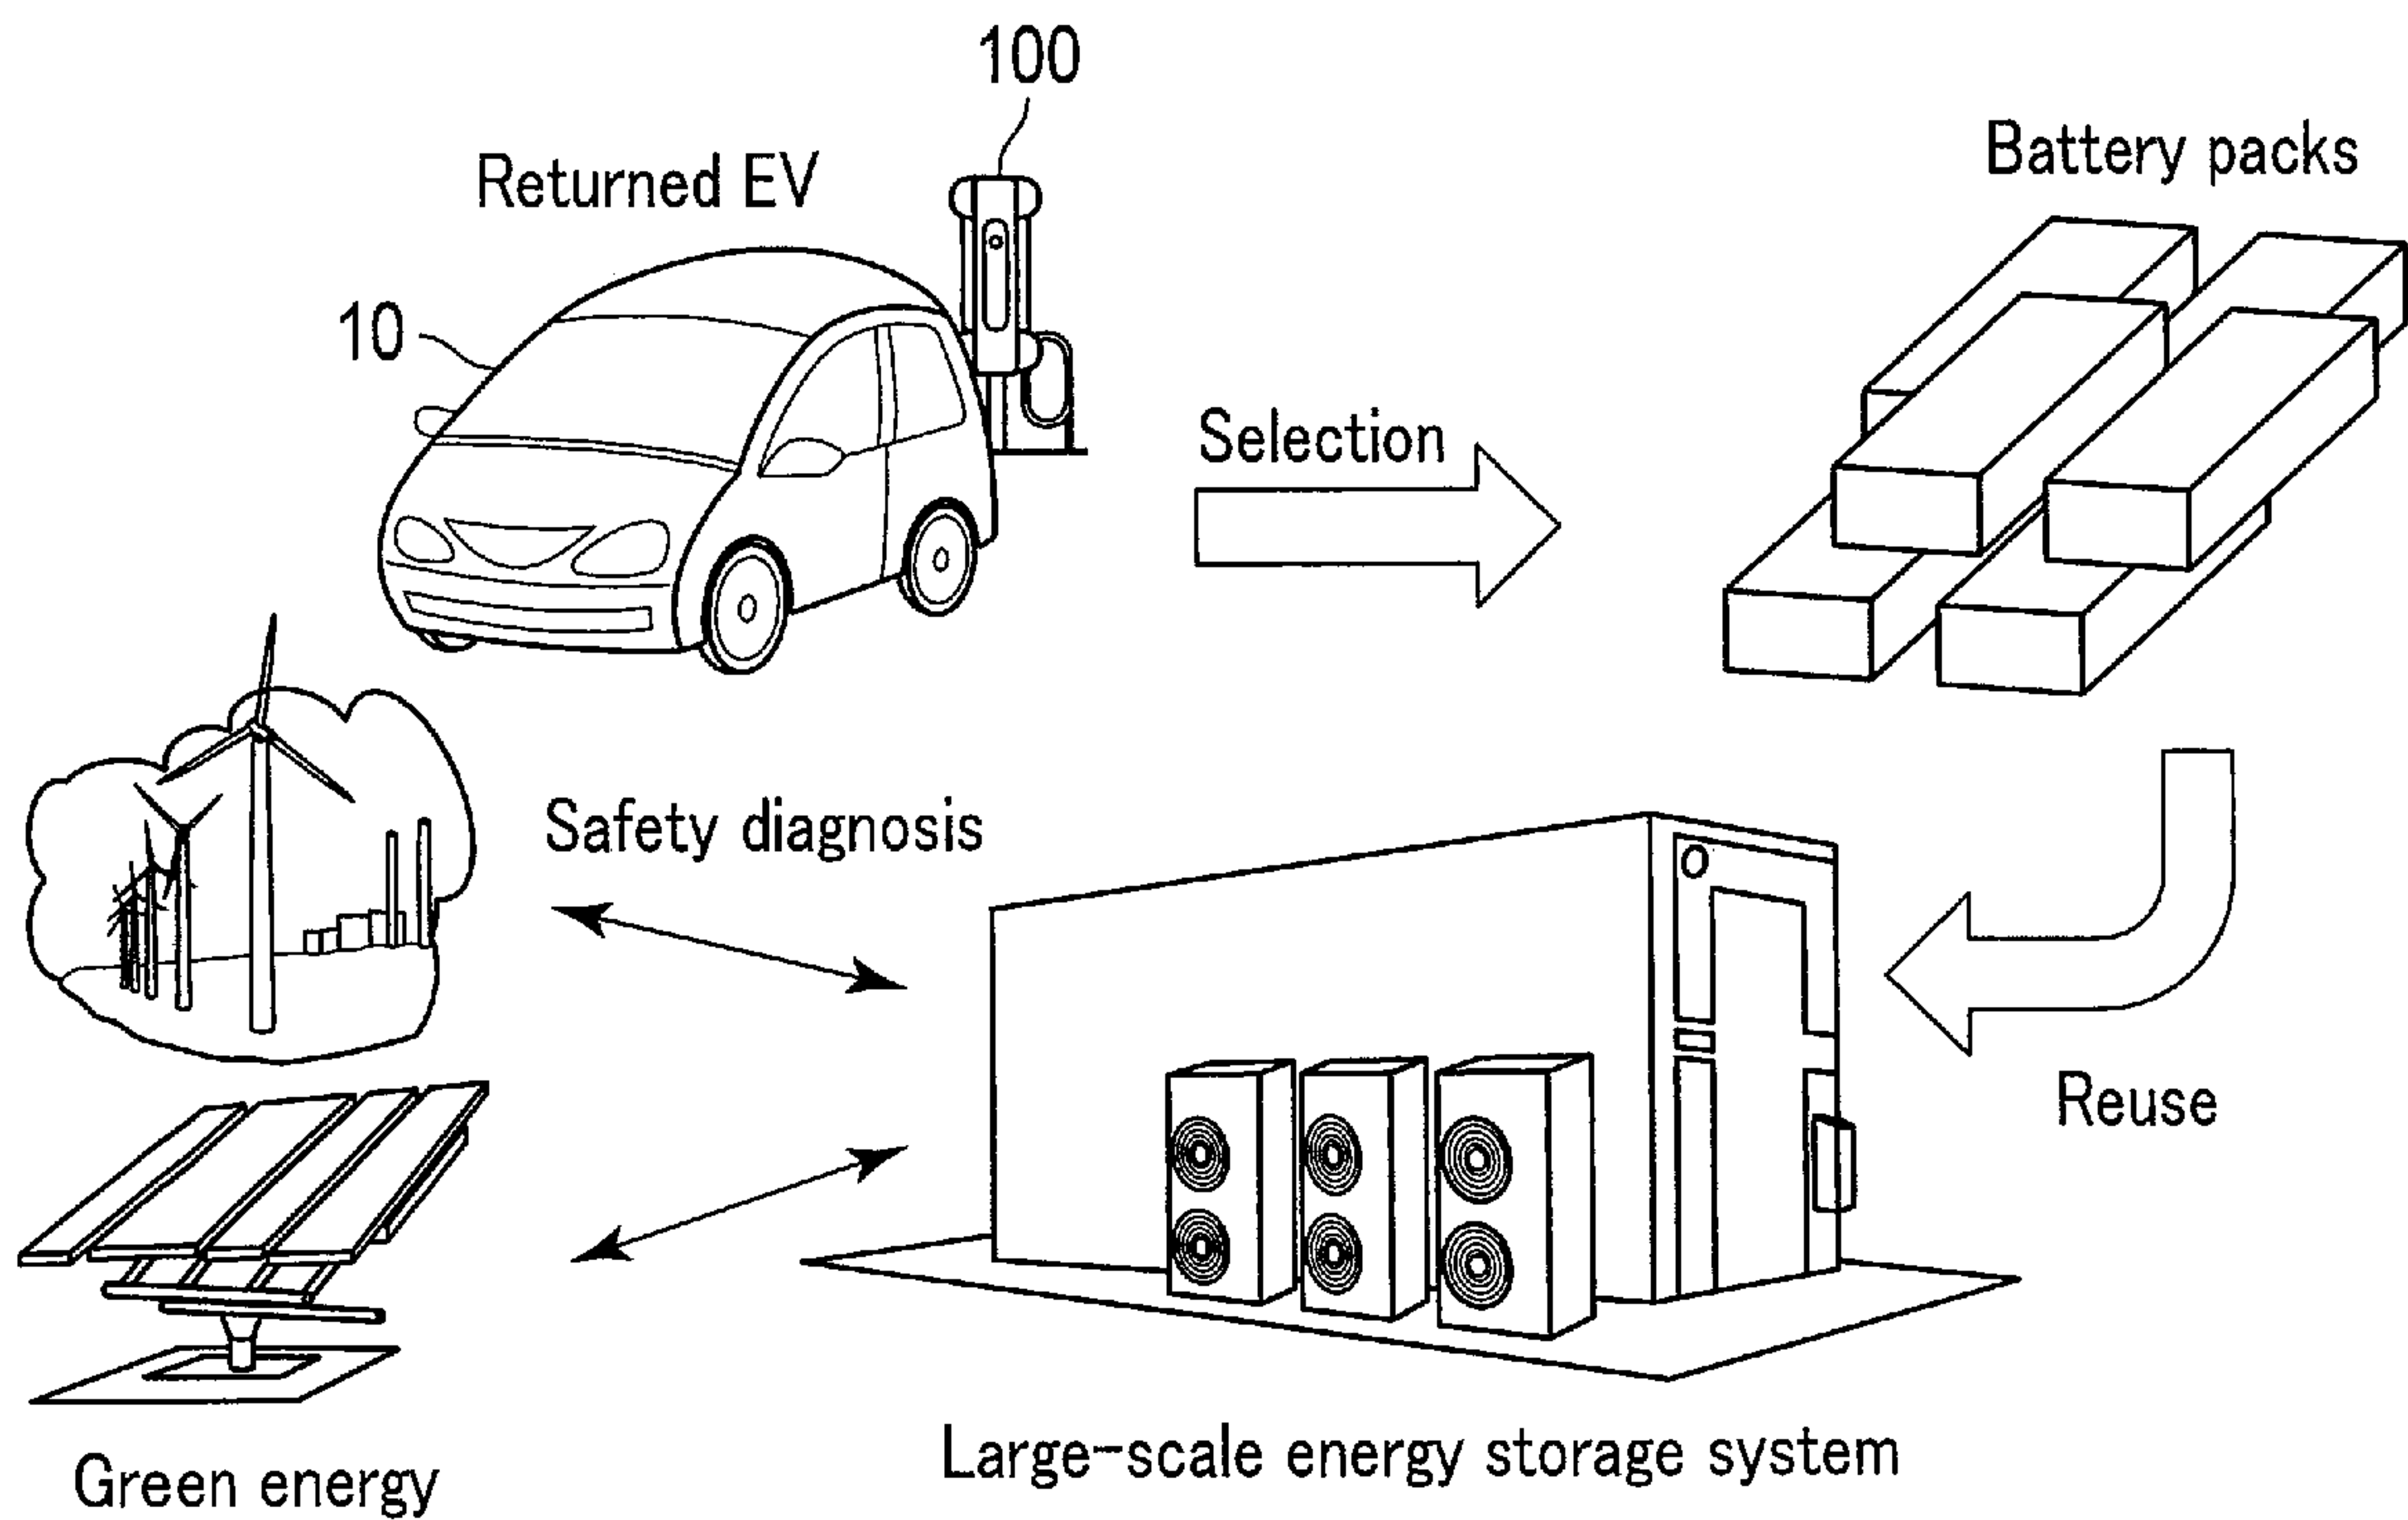 100
Returned EV
Battery packs
10
Selection
Safety diagnosis
Reuse
Large-scale energy storage system
Green energy